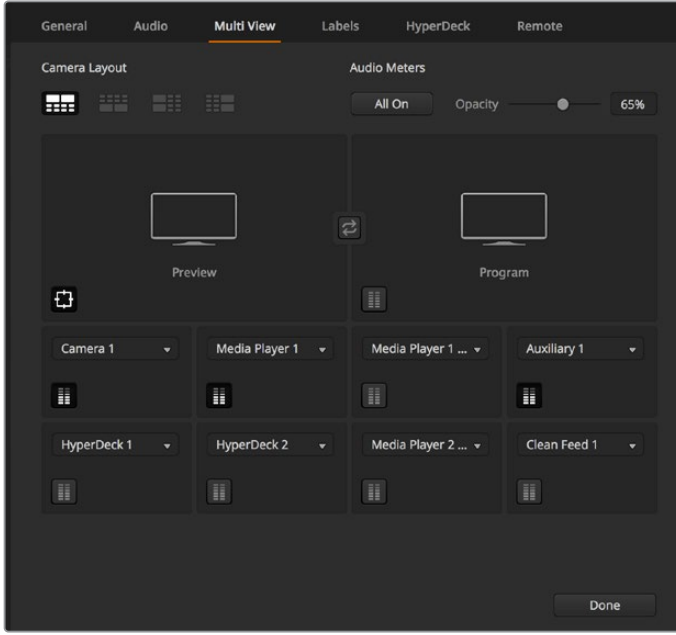 General Audio Multi View Labels HyperDeck Remote
Camera Layout Audio Meters
All On Opacity 65%
Preview Program
Camera 1 Media Player 1 Media Player 1 ... Auxiliary 1
HyperDeck 1 HyperDeck 2 Media Player 2 ... Clean Feed 1
Done